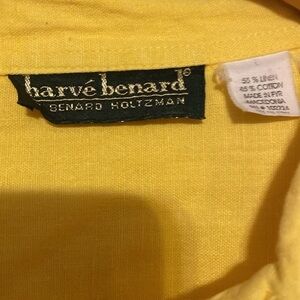 harvé benard®
BENARD HOLTZMAN
55% LINEN
45% COTTON
MADE IN FYR
MACEDONIA